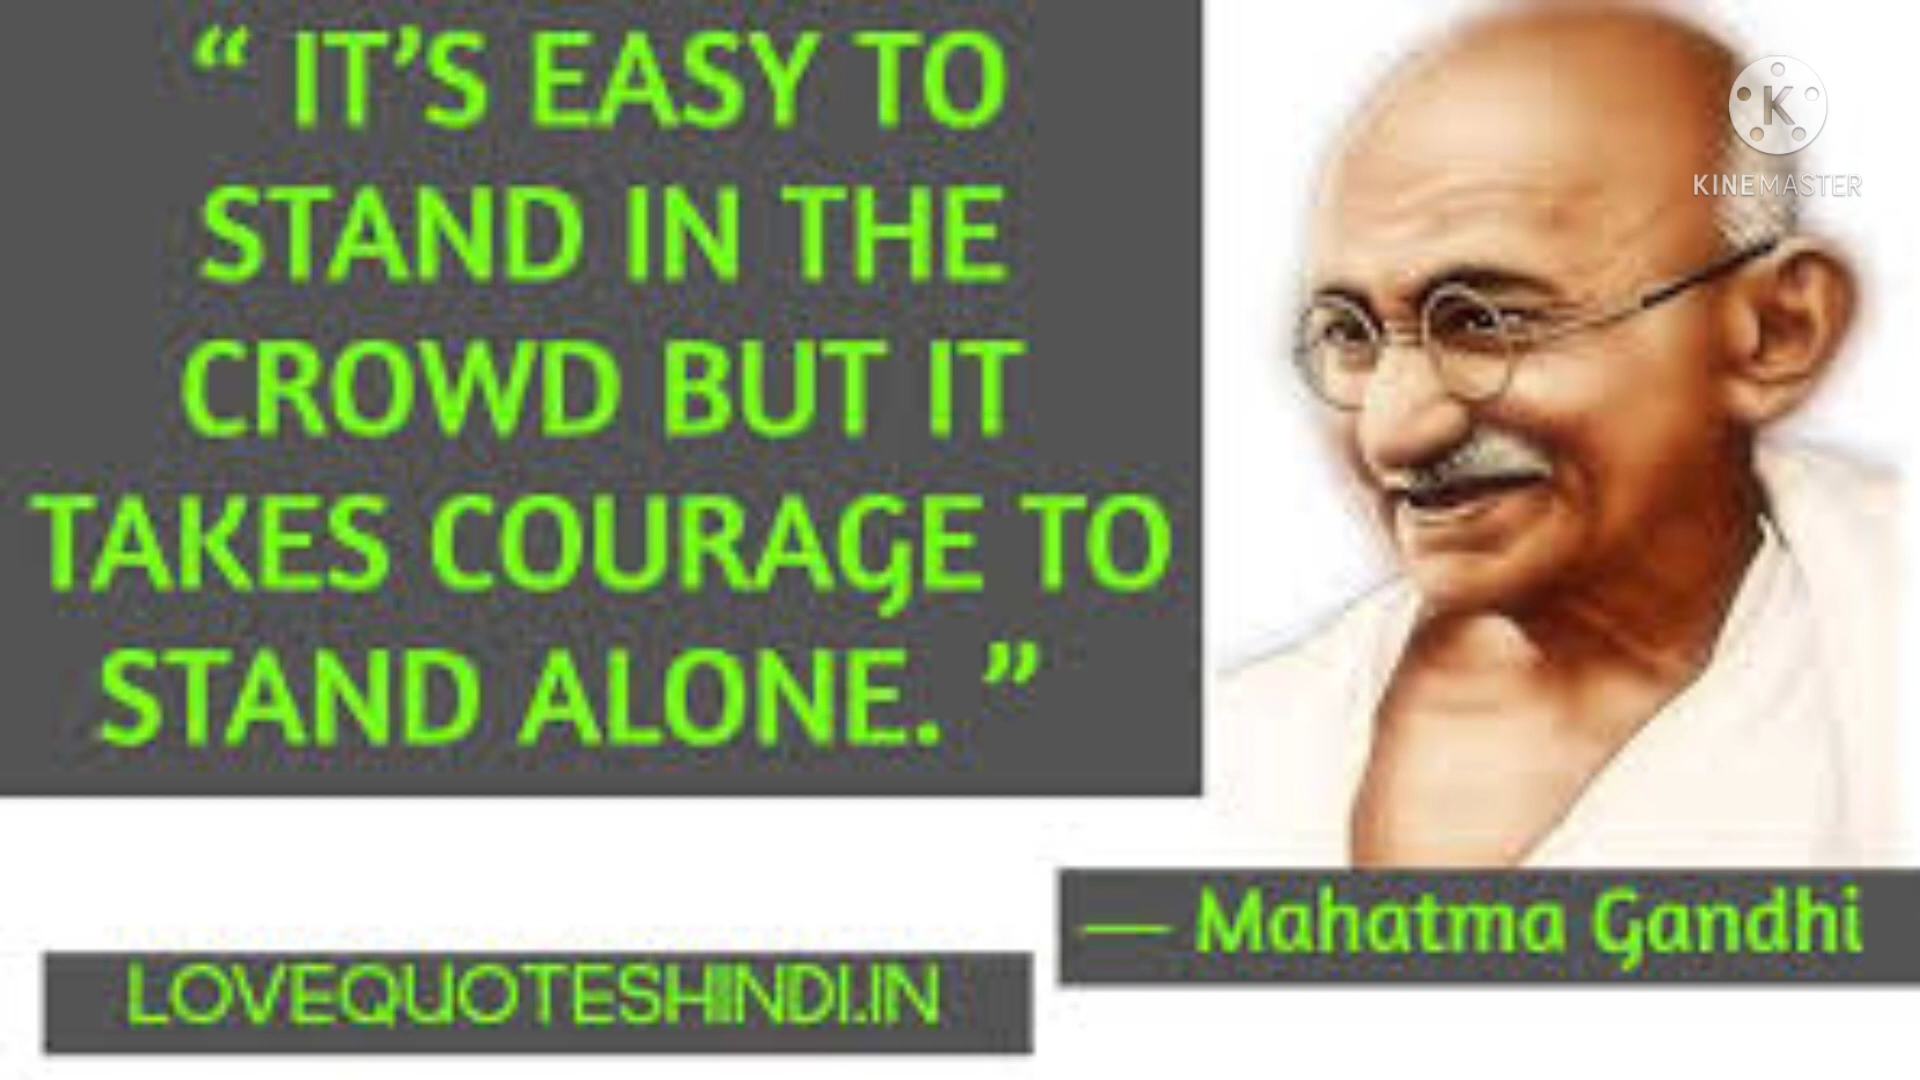 “ IT’S EASY TO
STAND IN THE
CROWD BUT IT
TAKES COURAGE TO
STAND ALONE. ”
— Mahatma Gandhi
LOVEQUOTESHINDI.IN
K
KINEMASTER